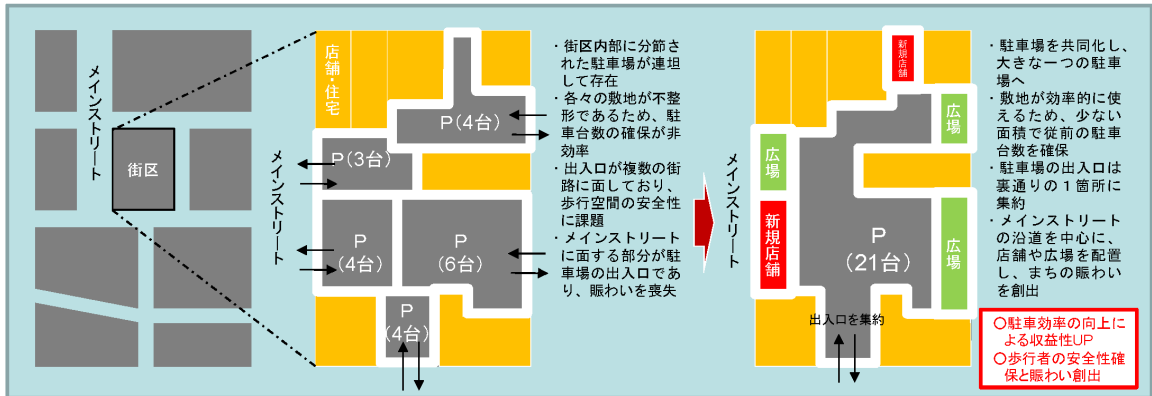 メインストリート
街区
店舗・住宅
P(4台)
P(3台)
メインストリート
P
(4台)
P
(6台)
P
(4台)
・街区内部に分節さ
れた駐車場が連坦
して存在
・各々の敷地が不整
形であるため、駐
車台数の確保が非
効率
・出入口が複数の街
路に面しており、
歩行空間の安全性
に課題
・メインストリート
に面する部分が駐
車場の出入口であ
り、賑わいを喪失
メインストリート
新規店舗
広場
広場
新規店舗
P
(21台)
広場
出入口を集約
・駐車場を共同化し、
大きな一つの駐車
場へ
・敷地が効率的に使
えるため、少ない
面積で従前の駐車
台数を確保
・駐車場の出入口は
裏通りの１箇所に
集約
・メインストリート
の沿道を中心に、
店舗や広場を配置
し、まちの賑わい
を創出
○駐車効率の向上に
よる収益性UP
○歩行者の安全性確
保と賑わい創出